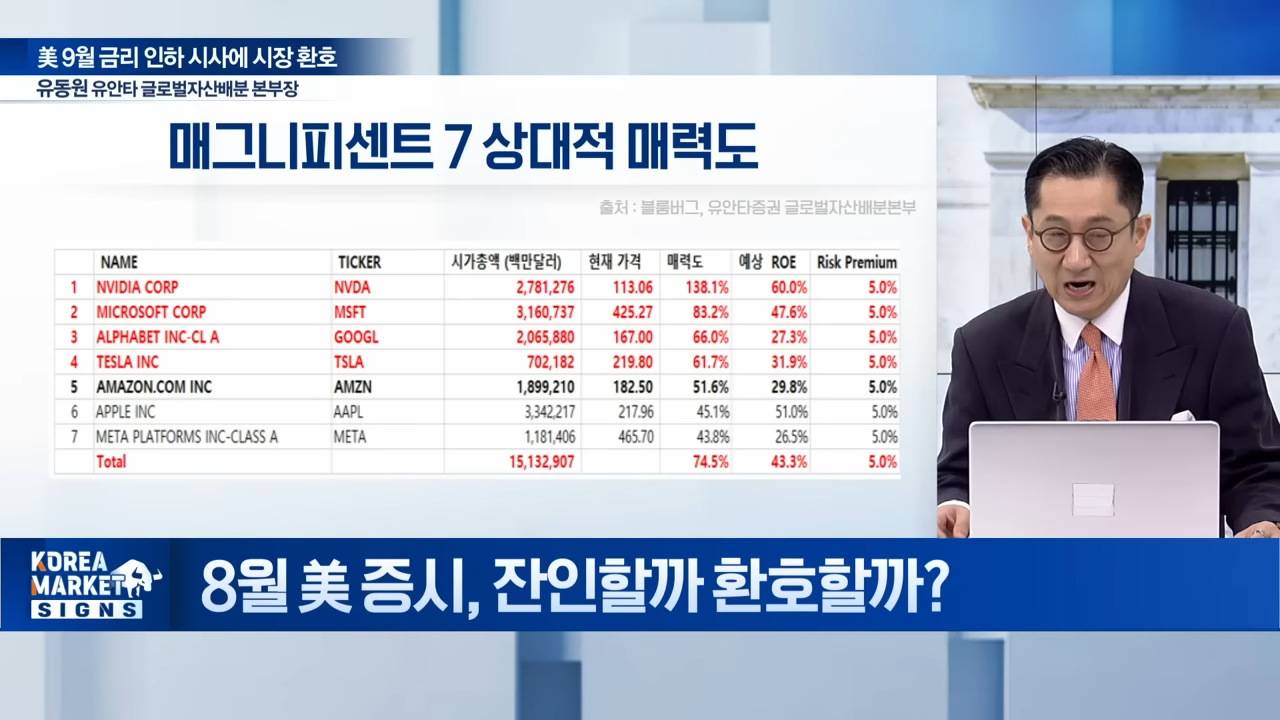 美 9월 금리 인하 시사에 시장 환호
유동원 유안타 글로벌자산배분 본부장
매그니피센트 7 상대적 매력도
출처 : 블룸버그, 유안타증권 글로벌자산배분본부
NAME TICKER 시가총액 (백만달러) 현재 가격 매력도 예상 ROE Risk Premium
1 NVIDIA CORP NVDA 2,781,276 113.06 138.1% 60.0% 5.0%
2 MICROSOFT CORP MSFT 3,160,737 425.27 83.2% 47.6% 5.0%
3 ALPHABET INC-CL A GOOGL 2,065,880 167.00 66.0% 27.3% 5.0%
4 TESLA INC TSLA 702,182 219.80 61.7% 31.9% 5.0%
5 AMAZON.COM INC AMZN 1,899,210 182.50 51.6% 29.8% 5.0%
6 APPLE INC AAPL 3,342,217 217.96 45.1% 51.0% 5.0%
7 META PLATFORMS INC-CLASS A META 1,181,406 465.70 43.8% 26.5% 5.0%
Total 15,132,907 74.5% 43.3% 5.0%
KOREA
MARKET
SIGNS
8월 美 증시, 잔인할까 환호할까?